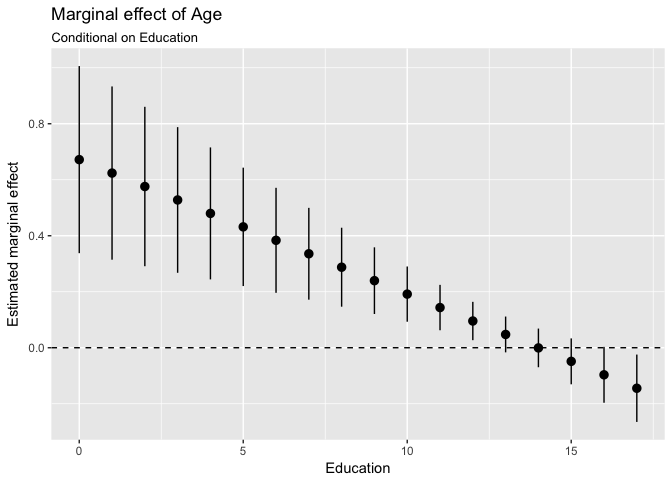 Marginal effect of Age
Conditional on Education
Estimated marginal effect
0.8
0.4
0.0
0 5 10 15
Education